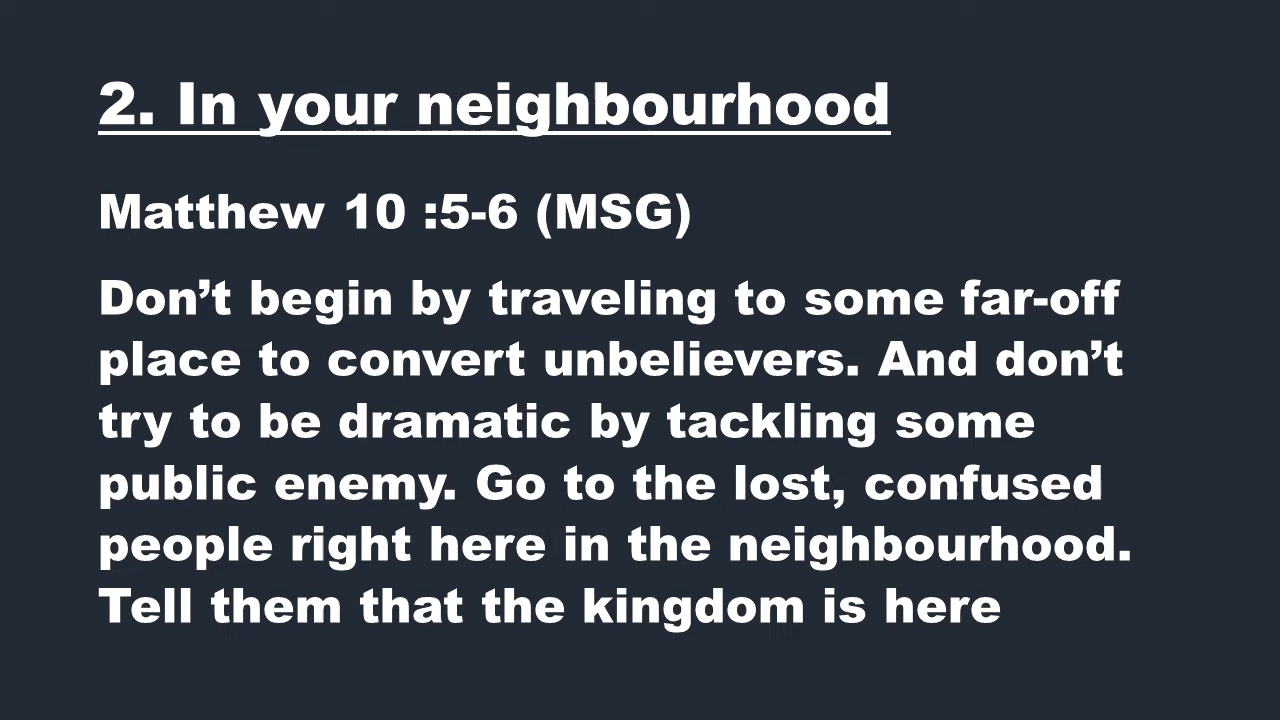 2. In your neighbourhood
Matthew 10 :5-6 (MSG)
Don’t begin by traveling to some far-off
place to convert unbelievers. And don’t
try to be dramatic by tackling some
public enemy. Go to the lost, confused
people right here in the neighbourhood.
Tell them that the kingdom is here